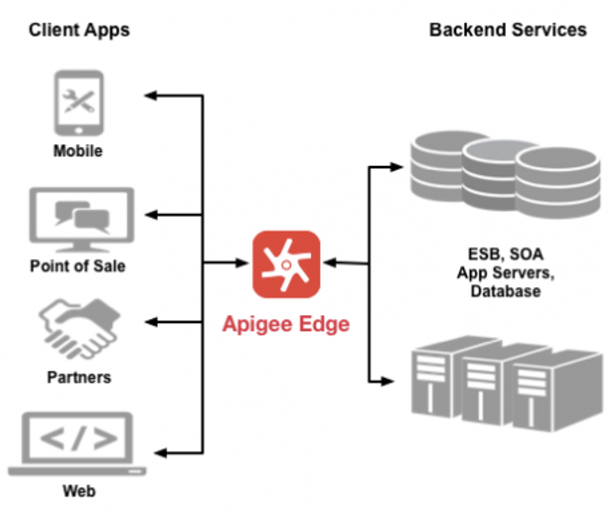 Client Apps
Backend Services
Mobile
Point of Sale
Partners
</>
Web
Apigee Edge
ESB, SOA
App Servers,
Database